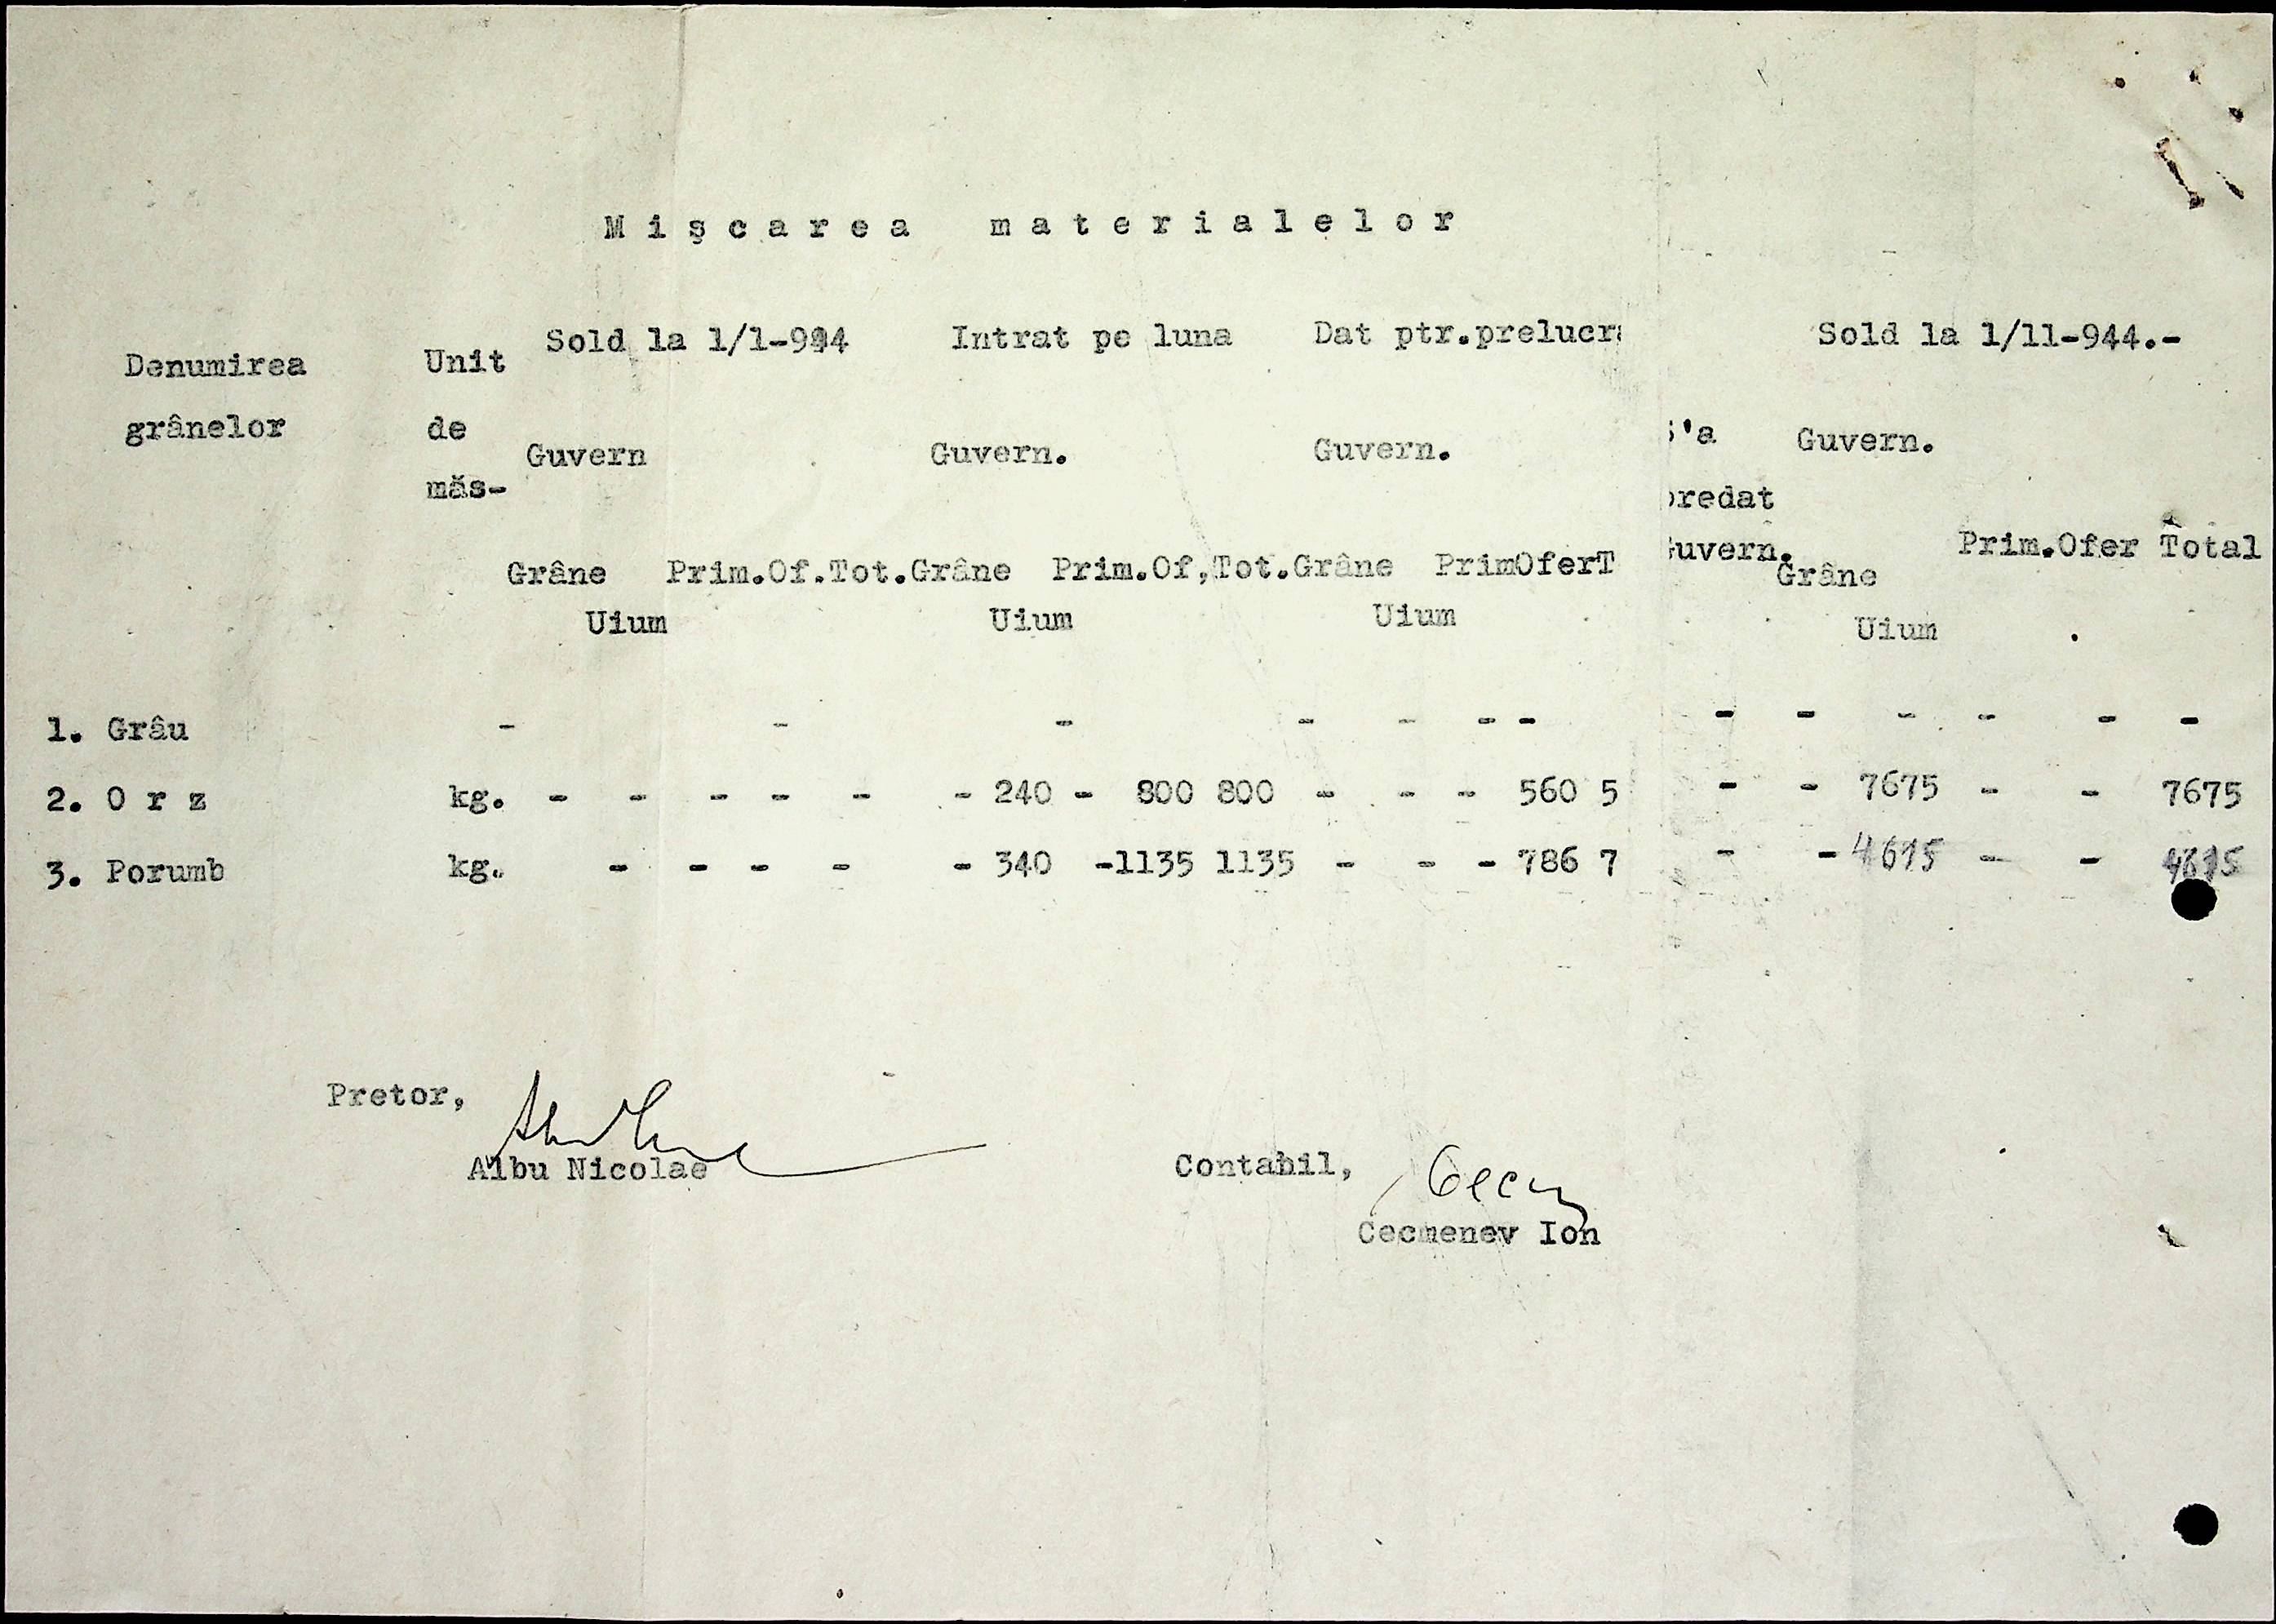 Mişcarea materialelor
Denumirea Unit Sold la 1/1-944 Intrat pe luna Dat ptr.prelucr Sold la 1/11-944.-
grânelor de Guvern Guvern. Guvern. S'a Guvern.
măs- predat
Grâne Prim.Of.Tot.Grâne Prim.Of,Tot.Grâne PrimOferT Guvern. Grâne Prim.Ofer Total
Uium Uium Uium Uium
1. Grâu - - - - - - - - - - - - -
2. O r z kg. - - - - - - 240 - 800 800 - - - 560 5 - - 7675 - - 7675
3. Porumb kg. - - - - - 340 -1135 1135 - - - 786 7 - - 4615 - - 4615
Pretor,
Albu Nicolae
Contabil,
Cecmenev Ion